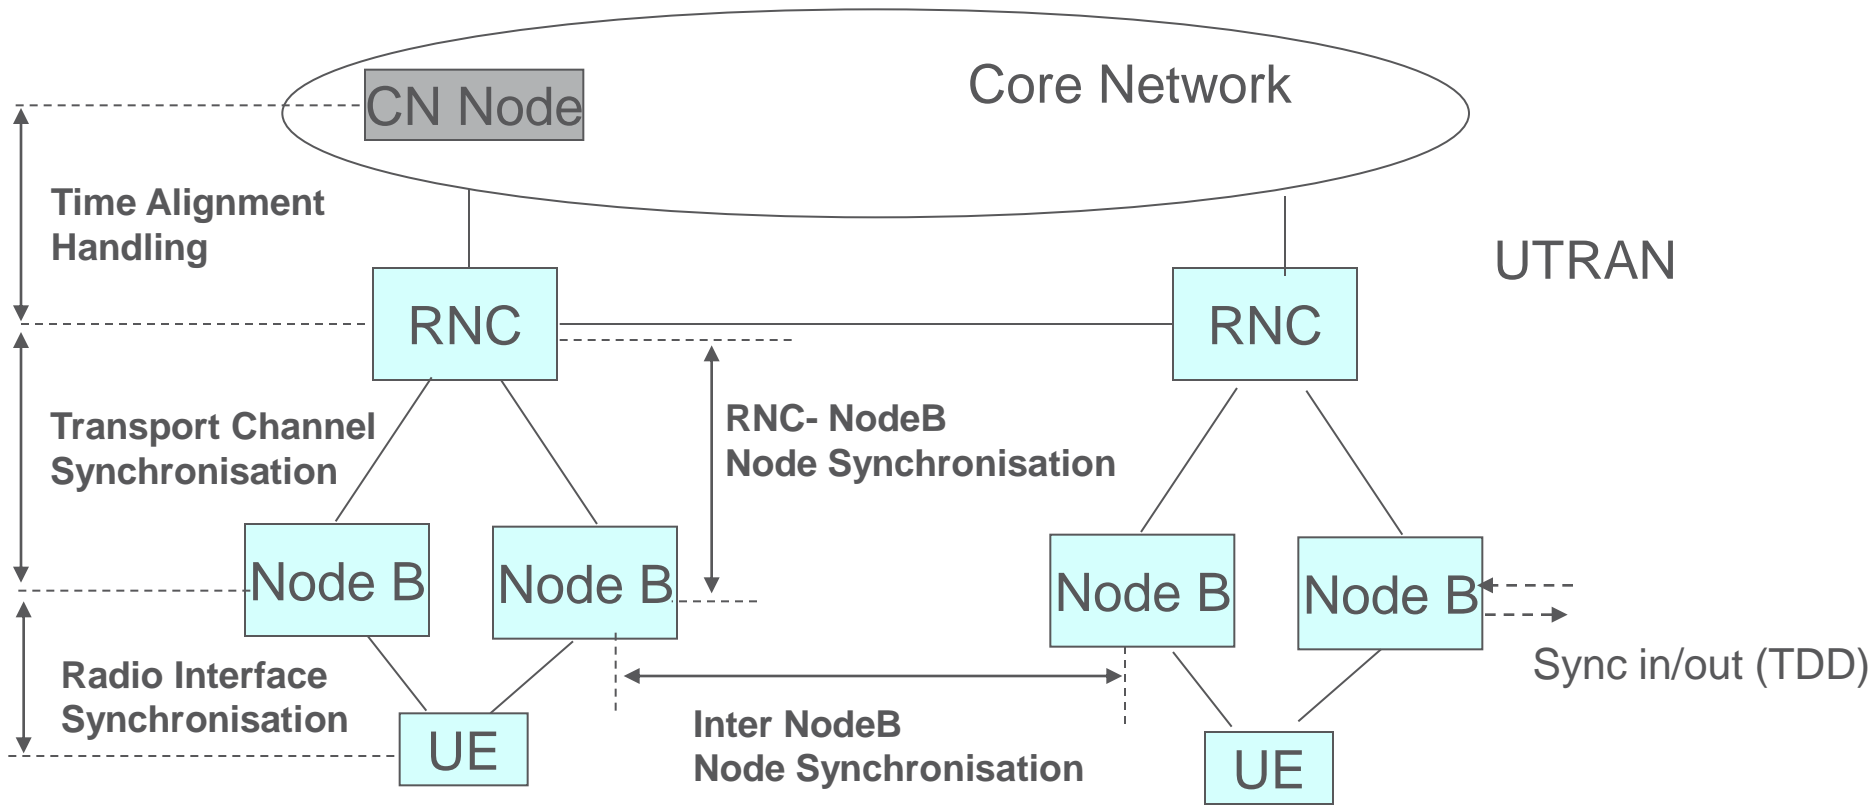 Core Network
CN Node
Time Alignment
Handling
UTRAN
RNC
RNC
Transport Channel
Synchronisation
RNC- NodeB
Node Synchronisation
Node B
Node B
Node B
Node B
Radio Interface
Synchronisation
Sync in/out (TDD)
Inter NodeB
Node Synchronisation
UE
UE